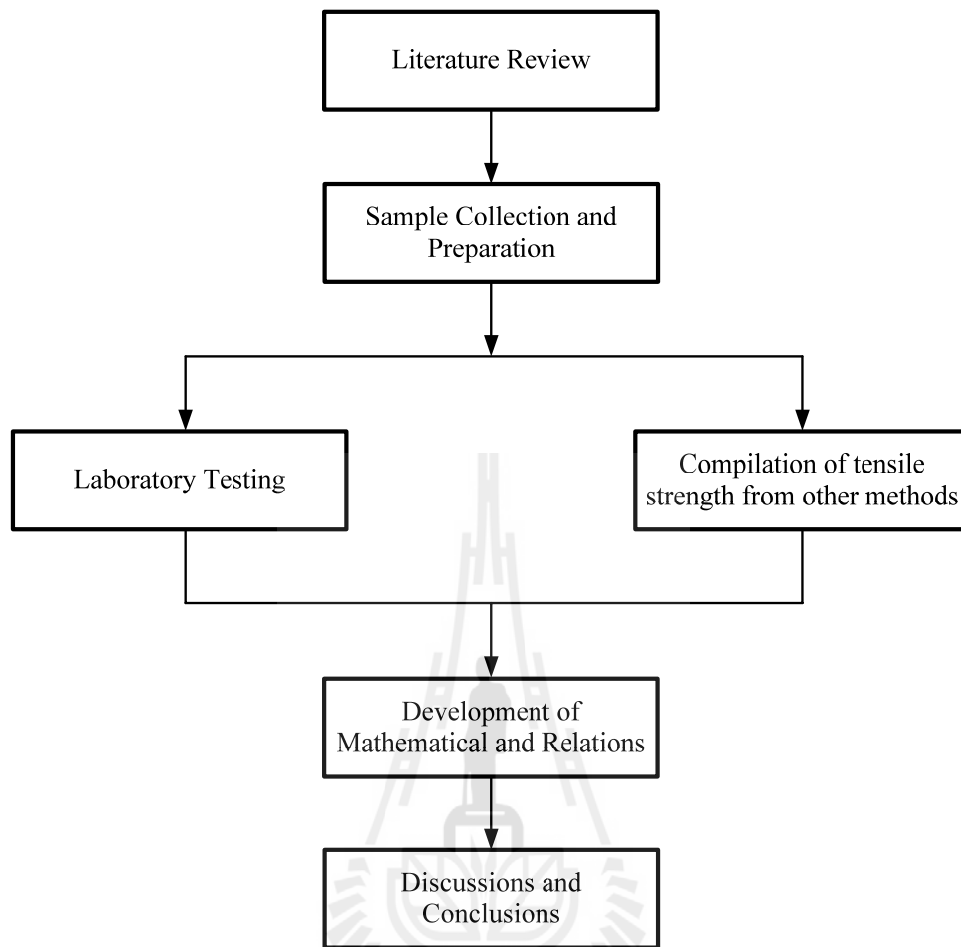 Literature Review
Sample Collection and
Preparation
Laboratory Testing
Compilation of tensile
strength from other methods
Development of
Mathematical and Relations
Discussions and
Conclusions